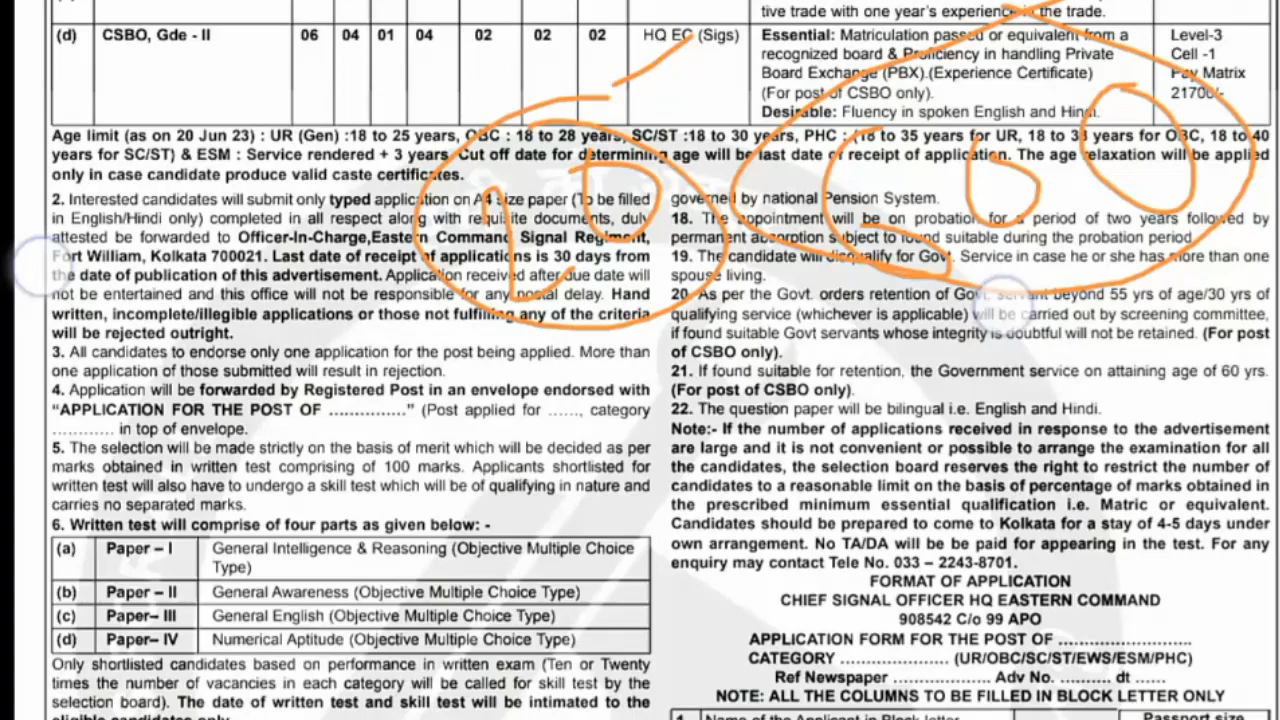 tive trade with one year's experience in the trade.
(d) CSBO, Gde - II 06 04 01 04 02 02 02 HQ EC (Sigs) Essential: Matriculation passed or equivalent from a Level-3
recognized board & Proficiency in handling Private Cell -1
Board Exchange (PBX).(Experience Certificate) Pay Matrix
(For post of CSBO only). 21700/-
Desirable: Fluency in spoken English and Hindi.
Age limit (as on 20 Jun 23) : UR (Gen) :18 to 25 years, OBC : 18 to 28 years, SC/ST :18 to 30 years, PHC : (18 to 35 years for UR, 18 to 38 years for OBC, 18 to 40
years for SC/ST) & ESM : Service rendered + 3 years. Cut off date for determining age will be last date of receipt of application. The age relaxation will be applied
only in case candidate produce valid caste certificates.
2. Interested candidates will submit only typed application on A4 size paper (To be filled
in English/Hindi only) completed in all respect along with requisite documents, duly
attested be forwarded to Officer-In-Charge,Eastern Command Signal Regiment,
Fort William, Kolkata 700021. Last date of receipt of applications is 30 days from
the date of publication of this advertisement. Application received after due date will
not be entertained and this office will not be responsible for any postal delay. Hand
written, incomplete/illegible applications or those not fulfilling any of the criteria
will be rejected outright.
3. All candidates to endorse only one application for the post being applied. More than
one application of those submitted will result in rejection.
4. Application will be forwarded by Registered Post in an envelope endorsed with
“APPLICATION FOR THE POST OF ...............” (Post applied for ......, category
............ in top of envelope.
5. The selection will be made strictly on the basis of merit which will be decided as per
marks obtained in written test comprising of 100 marks. Applicants shortlisted for
written test will also have to undergo a skill test which will be of qualifying in nature and
carries no separated marks.
6. Written test will comprise of four parts as given below: -
(a) Paper – I General Intelligence & Reasoning (Objective Multiple Choice
Type)
(b) Paper – II General Awareness (Objective Multiple Choice Type)
(c) Paper– III General English (Objective Multiple Choice Type)
(d) Paper– IV Numerical Aptitude (Objective Multiple Choice Type)
Only shortlisted candidates based on performance in written exam (Ten or Twenty
times the number of vacancies in each category will be called for skill test by the
selection board). The date of written test and skill test will be intimated to the
eligible candidates only.
governed by national Pension System.
18. The appointment will be on probation for a period of two years followed by
permanent absorption subject to found suitable during the probation period.
19. The candidate will disqualify for Govt. Service in case he or she has more than one
spouse living.
20. As per the Govt. orders retention of Govt. servant beyond 55 yrs of age/30 yrs of
qualifying service (whichever is applicable) will be carried out by screening committee,
if found suitable Govt servants whose integrity is doubtful will not be retained. (For post
of CSBO only).
21. If found suitable for retention, the Government service on attaining age of 60 yrs.
(For post of CSBO only).
22. The question paper will be bilingual i.e. English and Hindi.
Note:- If the number of applications received in response to the advertisement
are large and it is not convenient or possible to arrange the examination for all
the candidates, the selection board reserves the right to restrict the number of
candidates to a reasonable limit on the basis of percentage of marks obtained in
the prescribed minimum essential qualification i.e. Matric or equivalent.
Candidates should be prepared to come to Kolkata for a stay of 4-5 days under
own arrangement. No TA/DA will be be paid for appearing in the test. For any
enquiry may contact Tele No. 033 – 2243-8701.
FORMAT OF APPLICATION
CHIEF SIGNAL OFFICER HQ EASTERN COMMAND
908542 C/o 99 APO
APPLICATION FORM FOR THE POST OF ..........................
CATEGORY ..................... (UR/OBC/SC/ST/EWS/ESM/PHC)
Ref Newspaper ................... Adv No. .......... dt ......
NOTE: ALL THE COLUMNS TO BE FILLED IN BLOCK LETTER ONLY
1. Name of the Applicant in Block letter Passport size